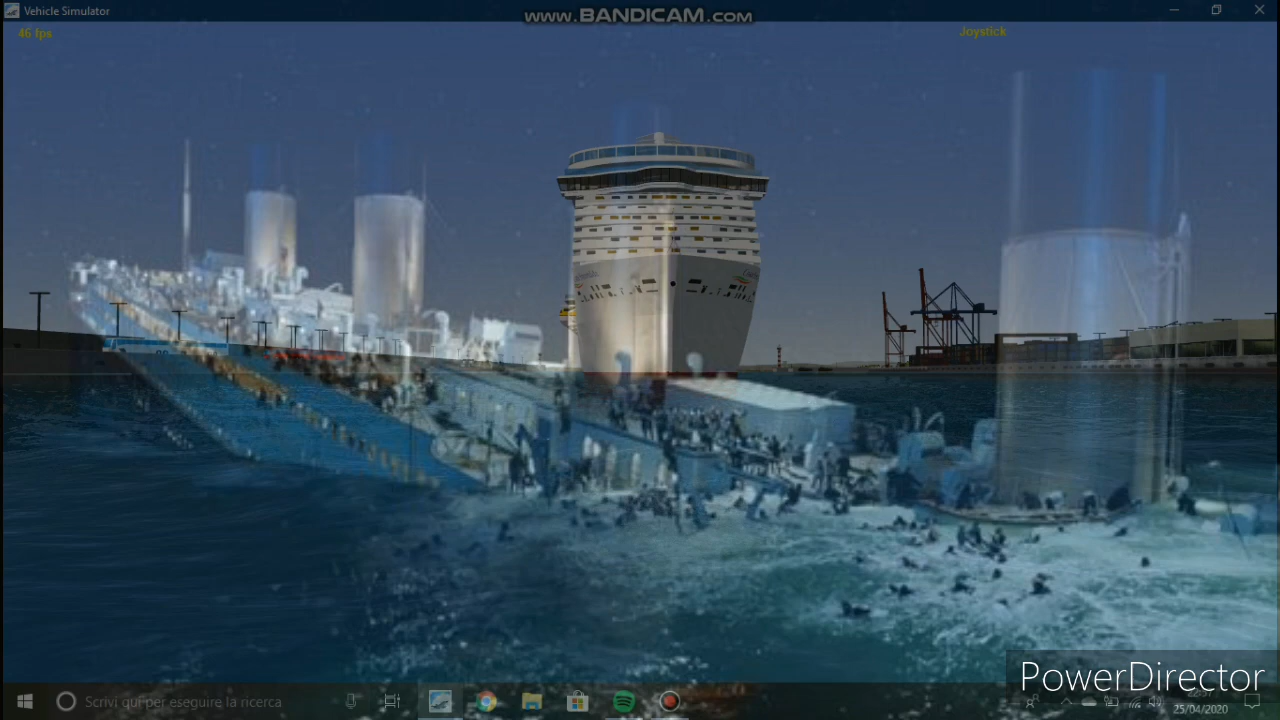 Vehicle Simulator
www.BANDICAM.com
46 fps
Joystick
PowerDirector
Scrivi qui per eseguire la ricerca
25/04/2020